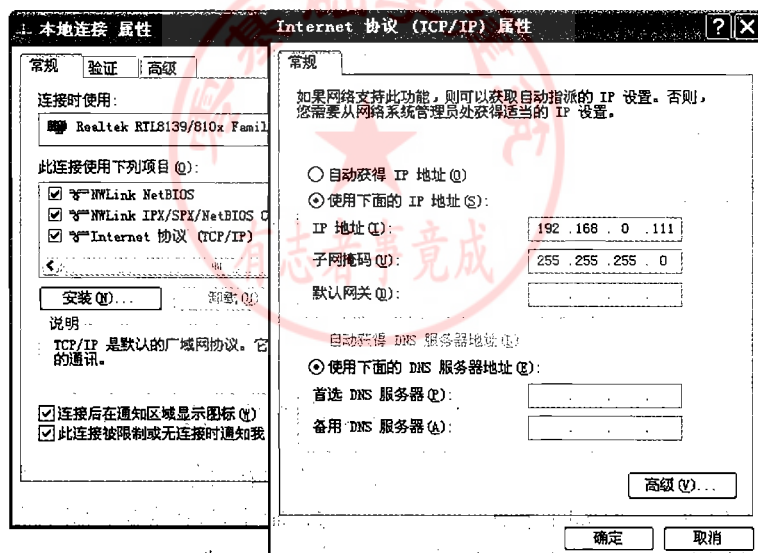 本地连接 属性
常规 验证 高级
连接时使用:
Realtek RTL8139/810x Famil
此连接使用下列项目(O):
NWLink NetBIOS
NWLink IPX/SPX/NetBIOS C
Internet 协议 (TCP/IP)
安装(N)... 卸载(U)
说明
TCP/IP 是默认的广域网协议。它
的通讯。
连接后在通知区域显示图标(W)
此连接被限制或无连接时通知我
Internet 协议 (TCP/IP) 属性
常规
如果网络支持此功能，则可以获取自动指派的 IP 设置。否则，
您需要从网络系统管理员处获得适当的 IP 设置。
自动获得 IP 地址(O)
使用下面的 IP 地址(S):
IP 地址(I): 192 .168 . 0 .111
子网掩码(U): 255 .255 .255 . 0
默认网关(D):
自动获得 DNS 服务器地址(B)
使用下面的 DNS 服务器地址(E):
首选 DNS 服务器(P):
备用 DNS 服务器(A):
高级(V)...
确定 取消
有志者事竟成